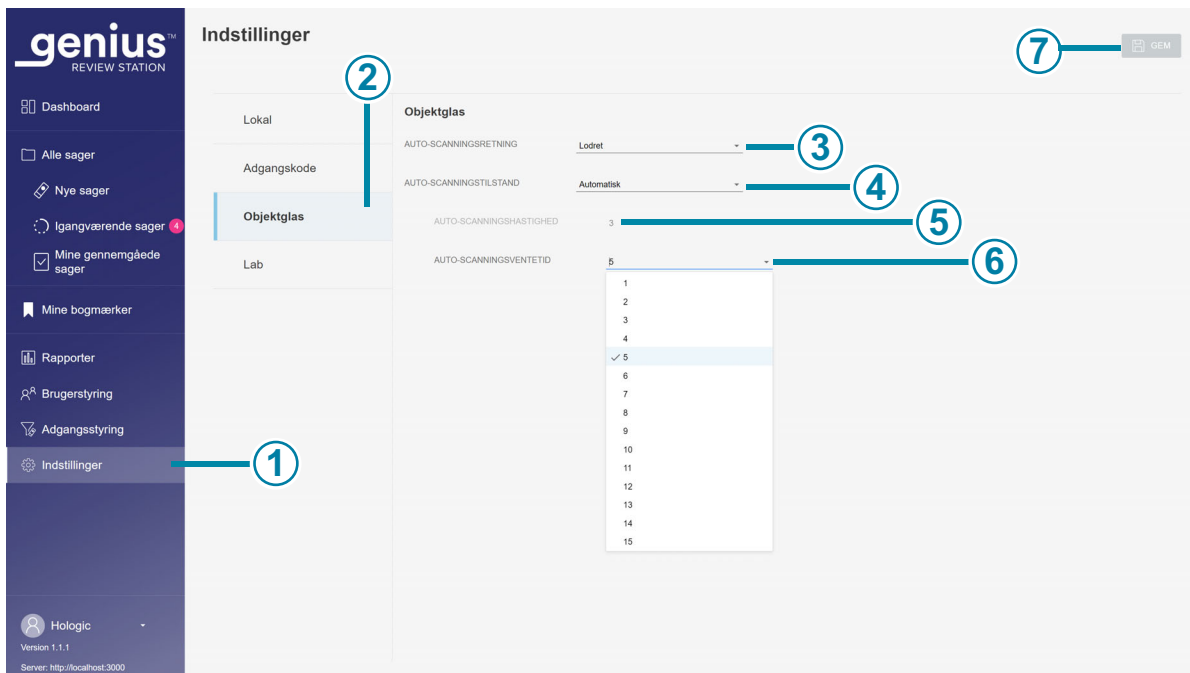 genius™
REVIEW STATION
Dashboard
Alle sager
Nye sager
Igangværende sager 4
Mine gennemgåede
sager
Mine bogmærker
Rapporter
Brugerstyring
Adgangsstyring
Indstillinger
Hologic
Version 1.1.1
Server: http://localhost:3000
Indstillinger
GEM
Lokal
Adgangskode
Objektglas
Lab
Objektglas
AUTO-SCANNINGSRETNING Lodret
AUTO-SCANNINGSTILSTAND Automatisk
AUTO-SCANNINGSHASTIGHED 3
AUTO-SCANNINGSVENTETID 5
1
2
3
4
5
6
7
8
9
10
11
12
13
14
15
1
2
3
4
5
6
7